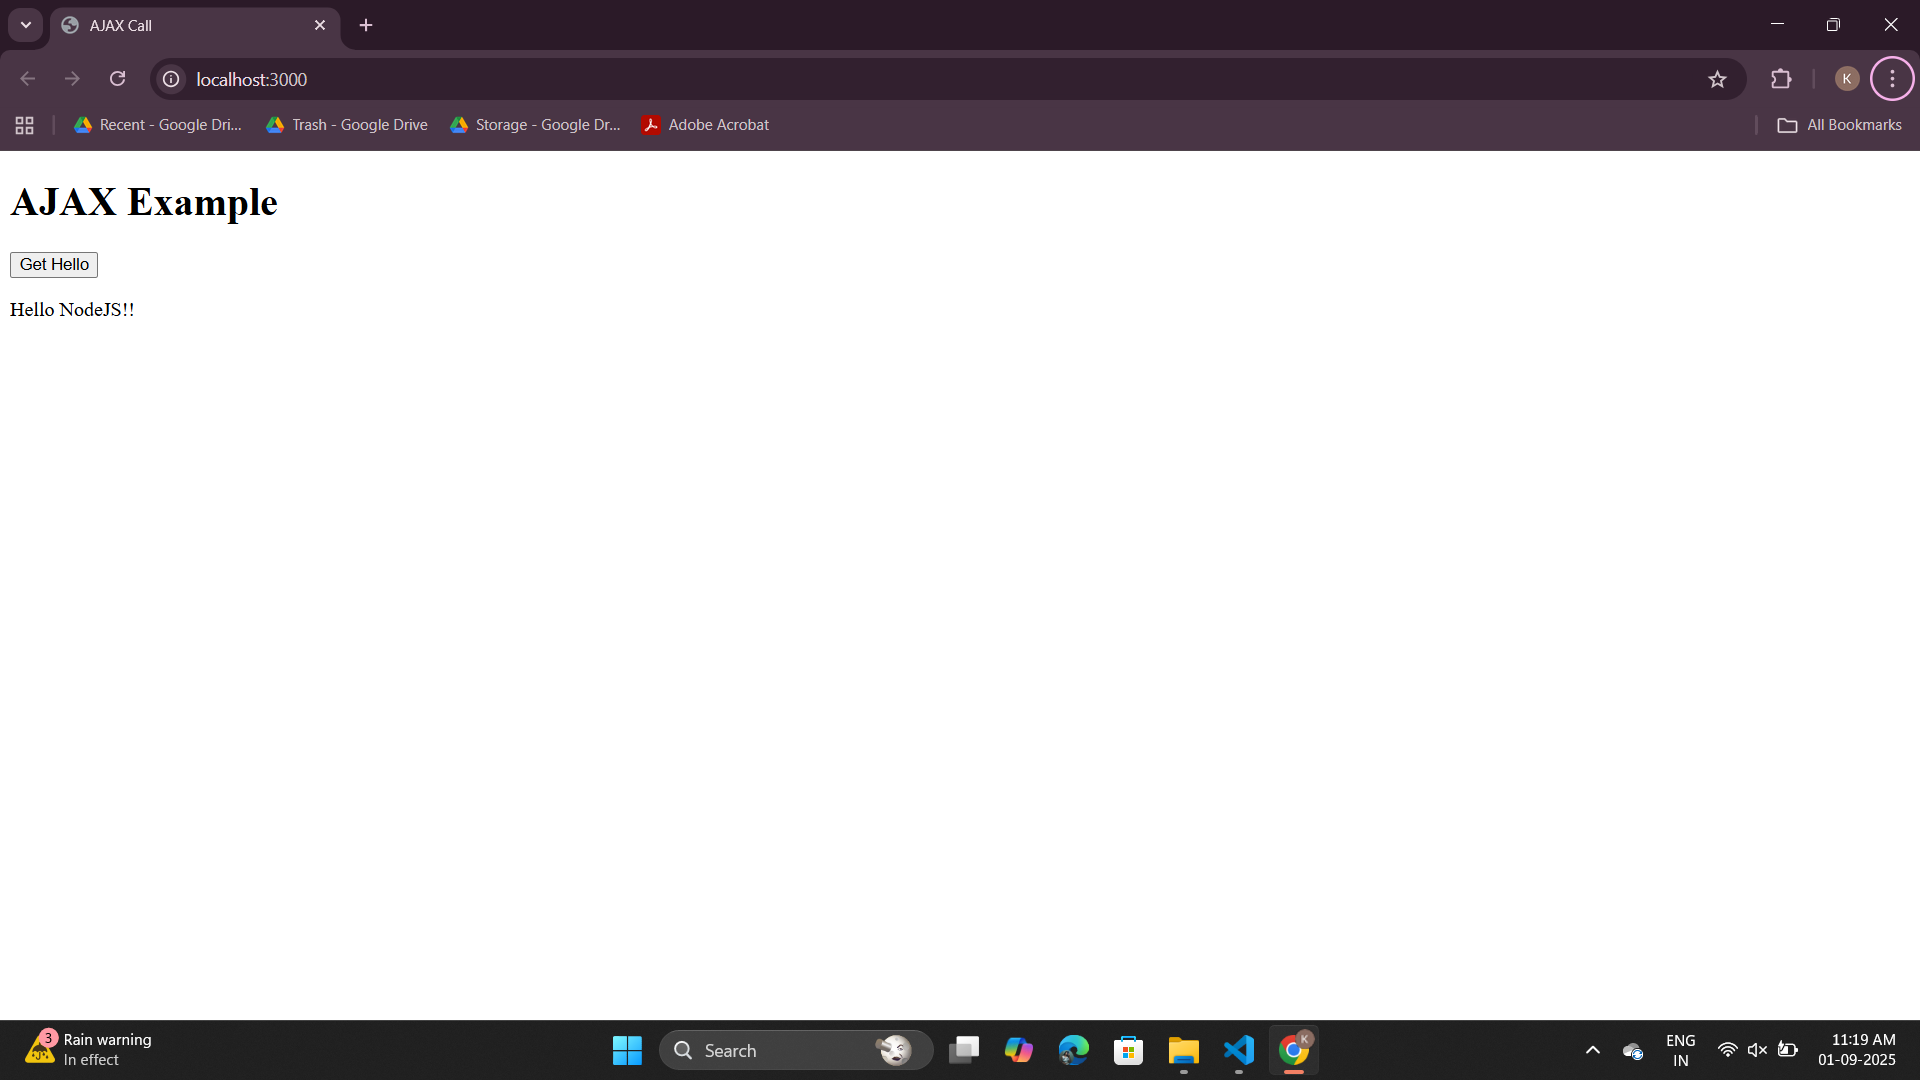 AJAX Call
localhost:3000
K
Recent - Google Dri...
Trash - Google Drive
Storage - Google Dr...
Adobe Acrobat
All Bookmarks
AJAX Example
Get Hello
Hello NodeJS!!
3
Rain warning
In effect
Search
K
ENG
IN
11:19 AM
01-09-2025